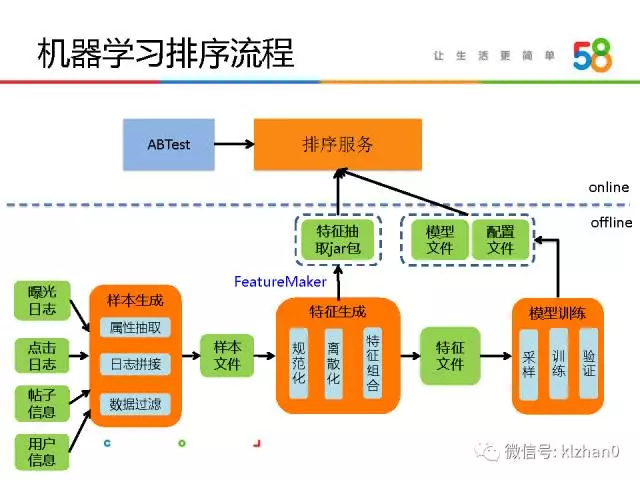 机器学习排序流程
让生活更简单 58
ABTest
排序服务
online
offline
特征抽
取jar包
模型
文件
配置
文件
FeatureMaker
曝光
日志
点击
日志
帖子
信息
用户
信息
样本生成
属性抽取
日志拼接
数据过滤
样本
文件
特征生成
规范化
离散化
特征组合
特征
文件
模型训练
采样
训练
验证
微信号: klzhan0